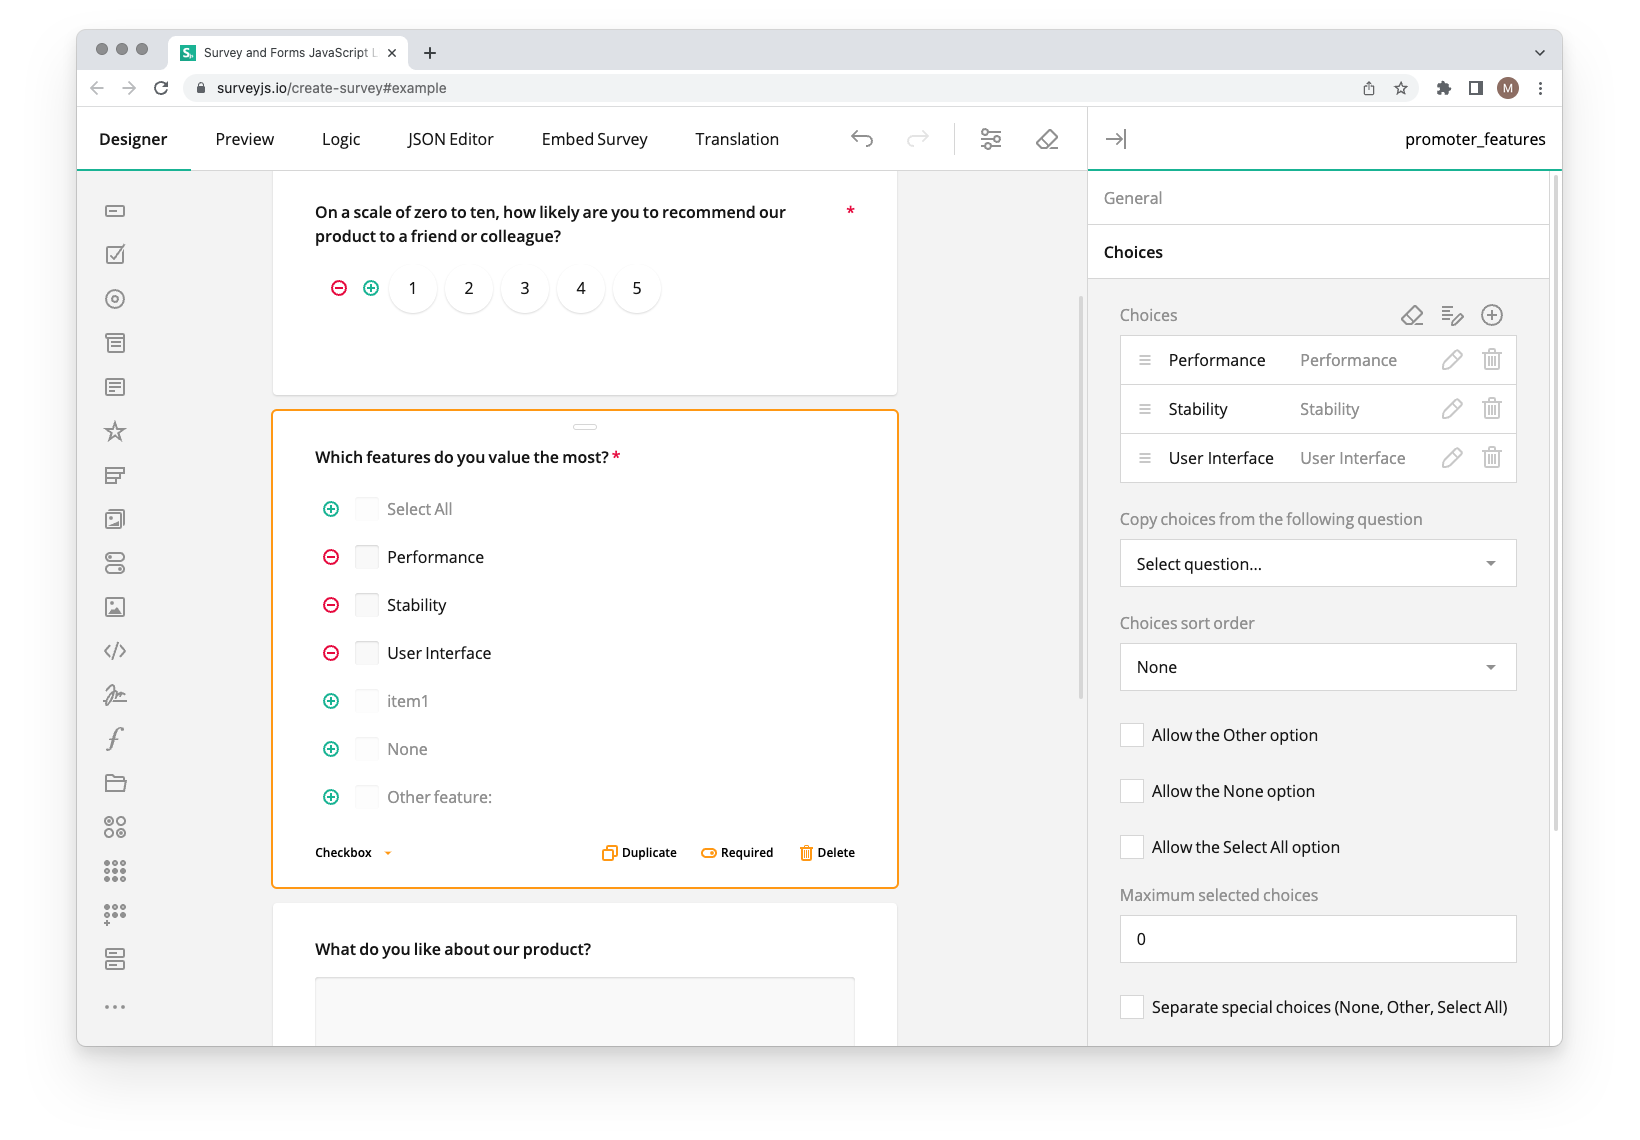 Survey and Forms JavaScript L
surveyjs.io/create-survey#example
M
Designer
Preview
Logic
JSON Editor
Embed Survey
Translation
promoter_features
On a scale of zero to ten, how likely are you to recommend our
product to a friend or colleague?
*
1
2
3
4
5
Which features do you value the most? *
Select All
Performance
Stability
User Interface
item1
None
Other feature:
Checkbox
Duplicate
Required
Delete
What do you like about our product?
General
Choices
Choices
Performance Performance
Stability Stability
User Interface User Interface
Copy choices from the following question
Select question...
Choices sort order
None
Allow the Other option
Allow the None option
Allow the Select All option
Maximum selected choices
0
Separate special choices (None, Other, Select All)